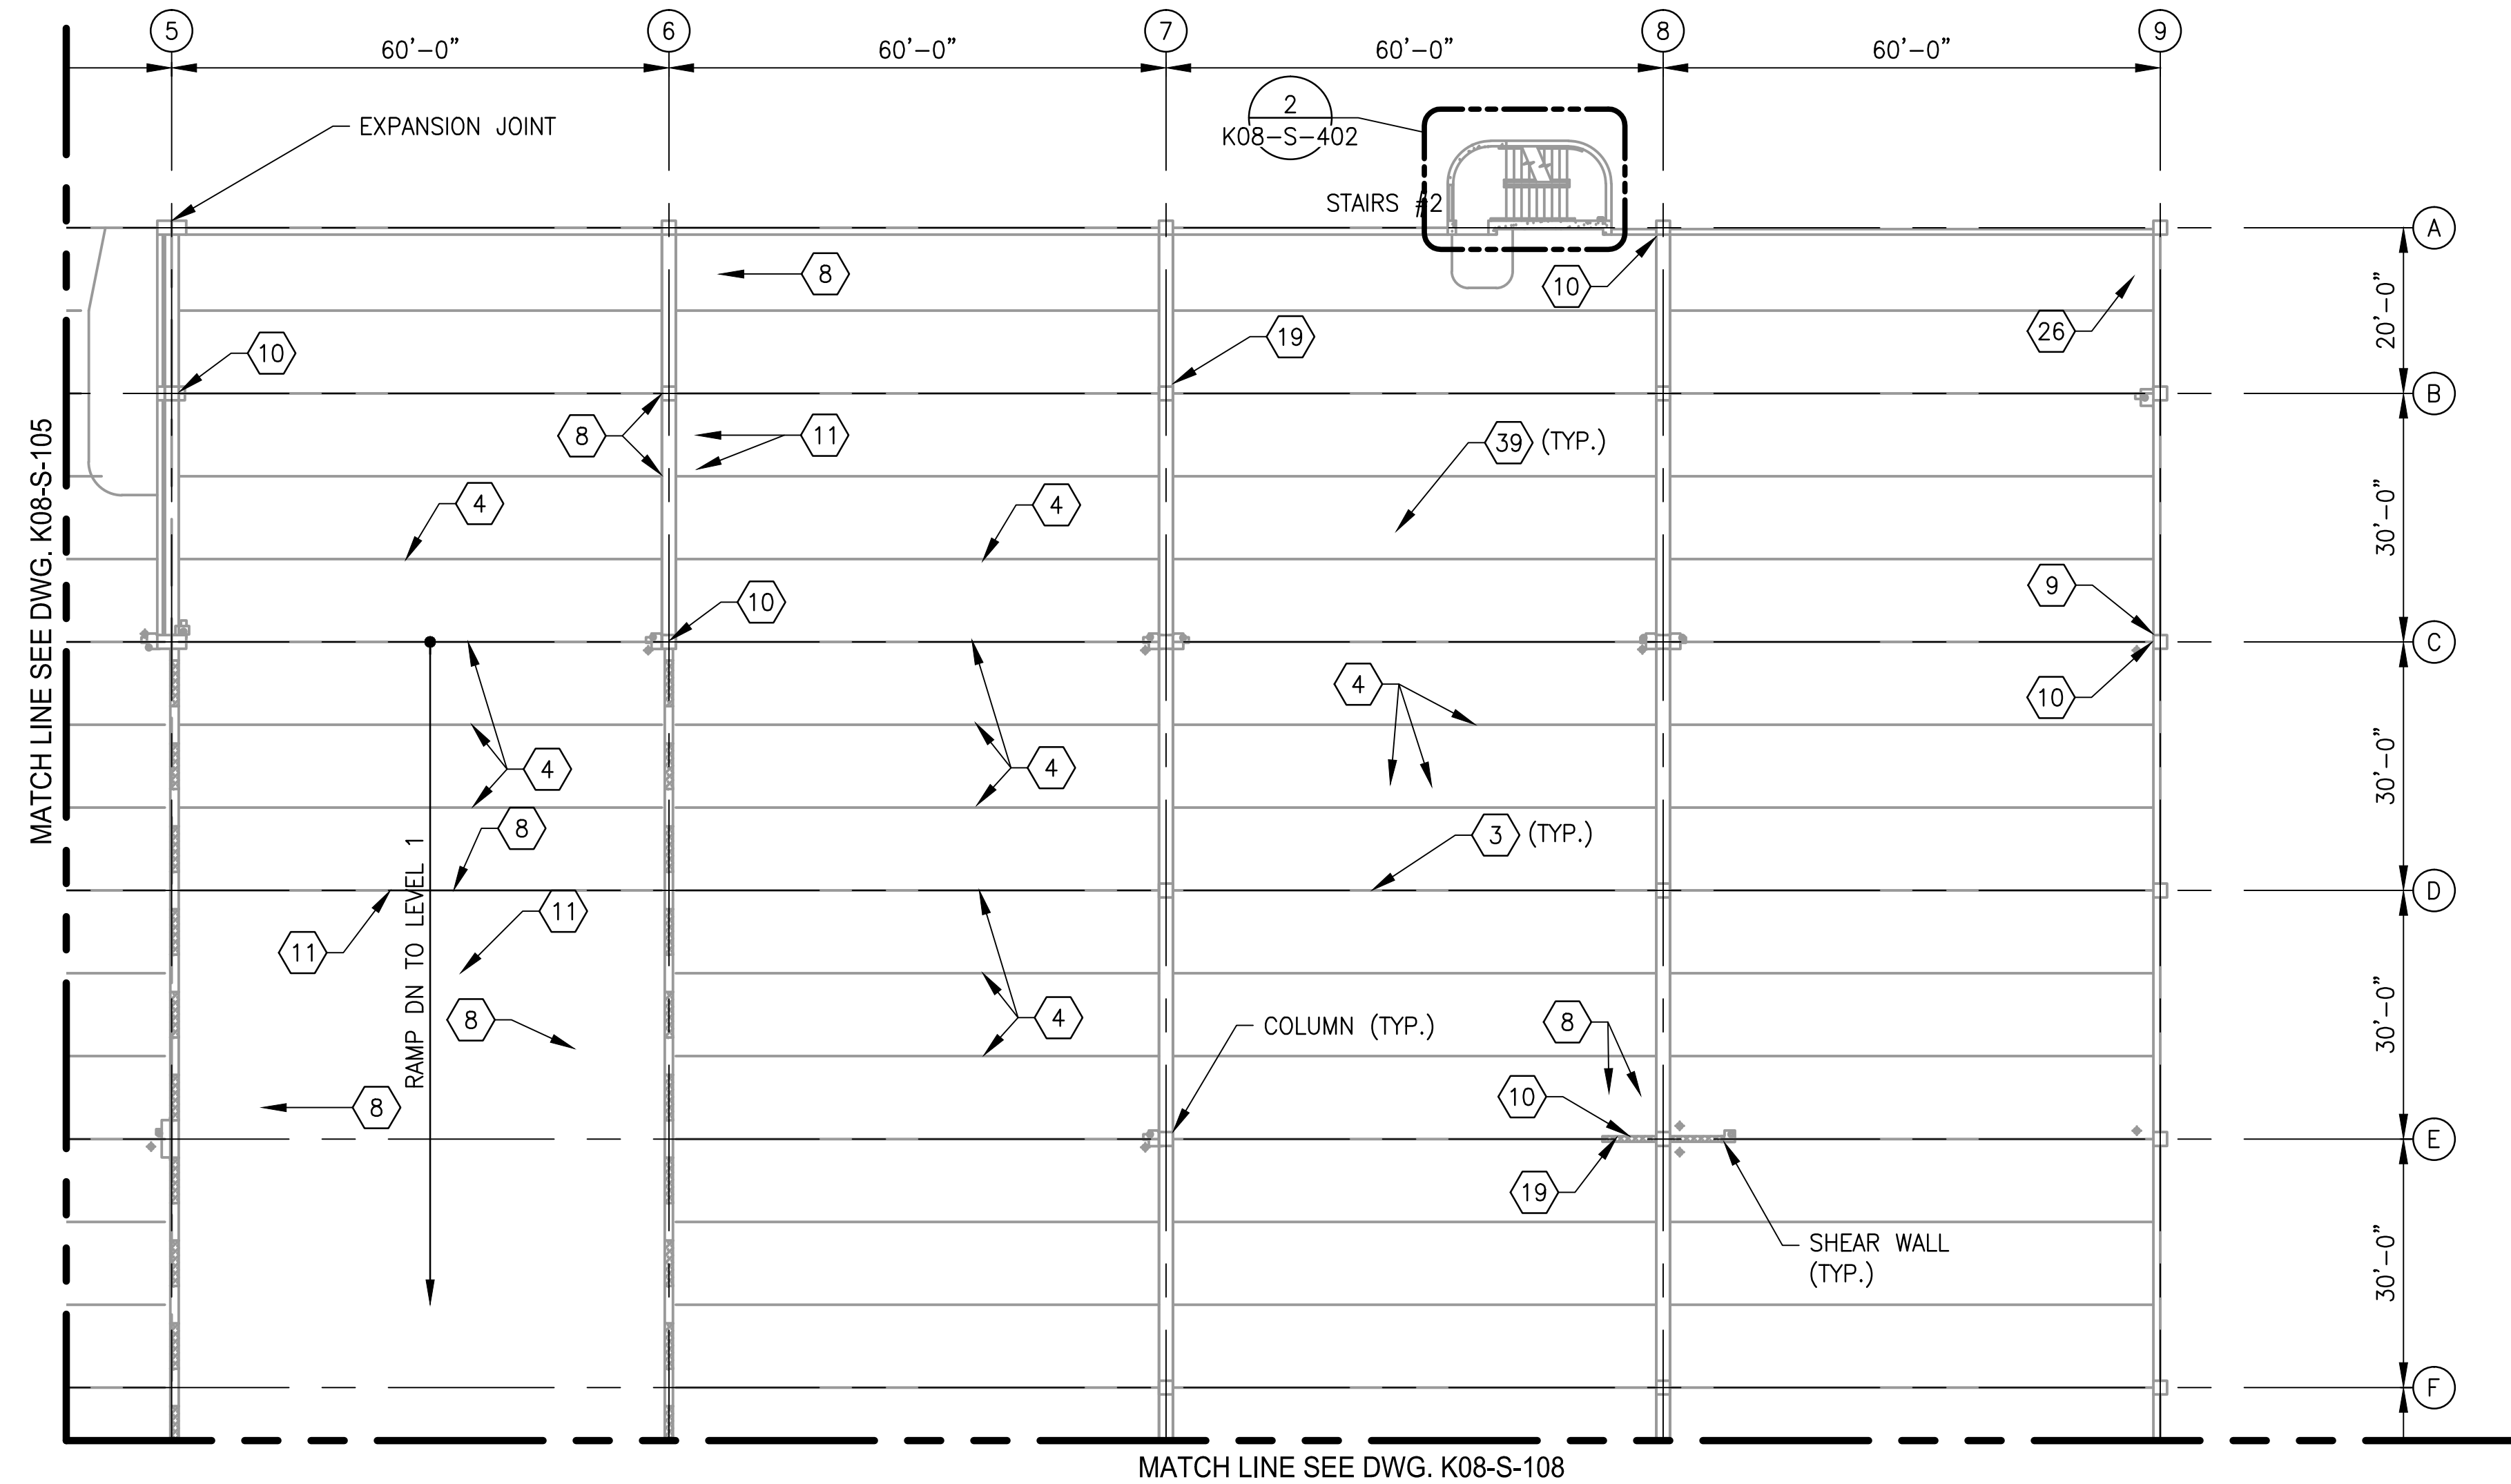 5 6 7 8 9
60'-0" 60'-0" 60'-0" 60'-0"
2
K08-S-402
EXPANSION JOINT
STAIRS #2
A
8
10
26
20'-0"
19
10
B
8
11
39 (TYP.)
4
4
30'-0"
10
9
C
4
10
4
4
8
3 (TYP.)
30'-0"
MATCH LINE SEE DWG. K08-S-105
RAMP DN TO LEVEL 1
D
11
11
8
4
COLUMN (TYP.)
8
30'-0"
8
10
E
19
SHEAR WALL
(TYP.)
30'-0"
F
MATCH LINE SEE DWG. K08-S-108